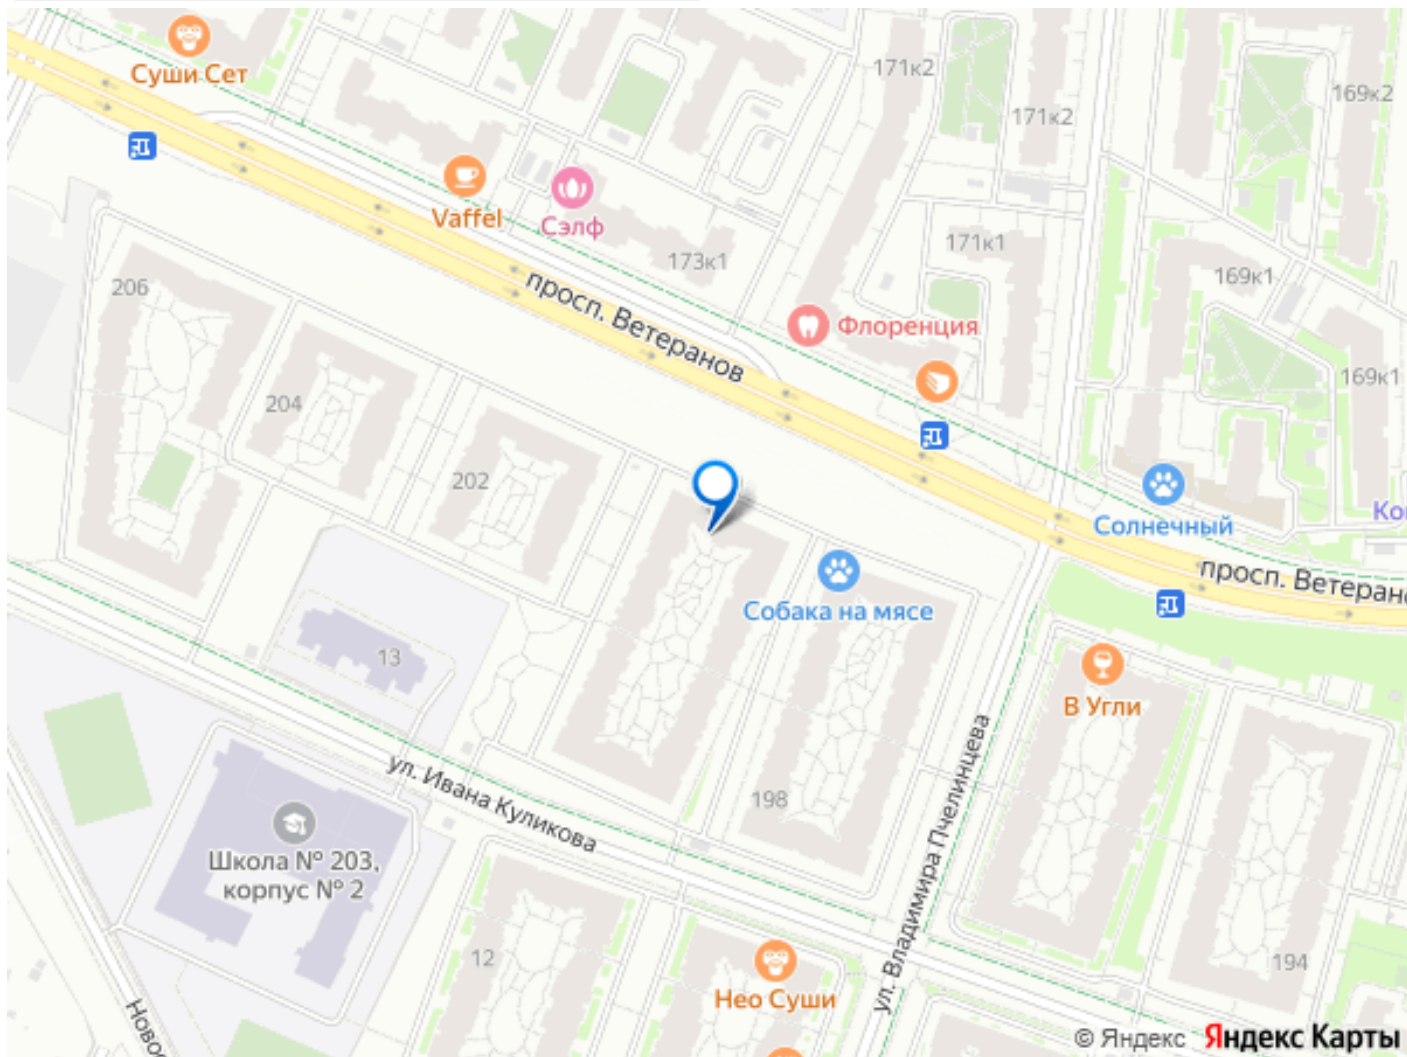 Суши Сет
171к2
171к2
169к2
Vaffel
Сэлф
173к1
171к1
169к1
206
просп. Ветеранов
Флоренция
169к1
204
202
Солнечный
просп. Ветерано
Собака на мясе
13
В Угли
ул. Ивана Куликова
198
ул. Владимира Пчелинцева
Школа № 203,
корпус № 2
12
Нео Суши
194
© Яндекс Яндекс Карты